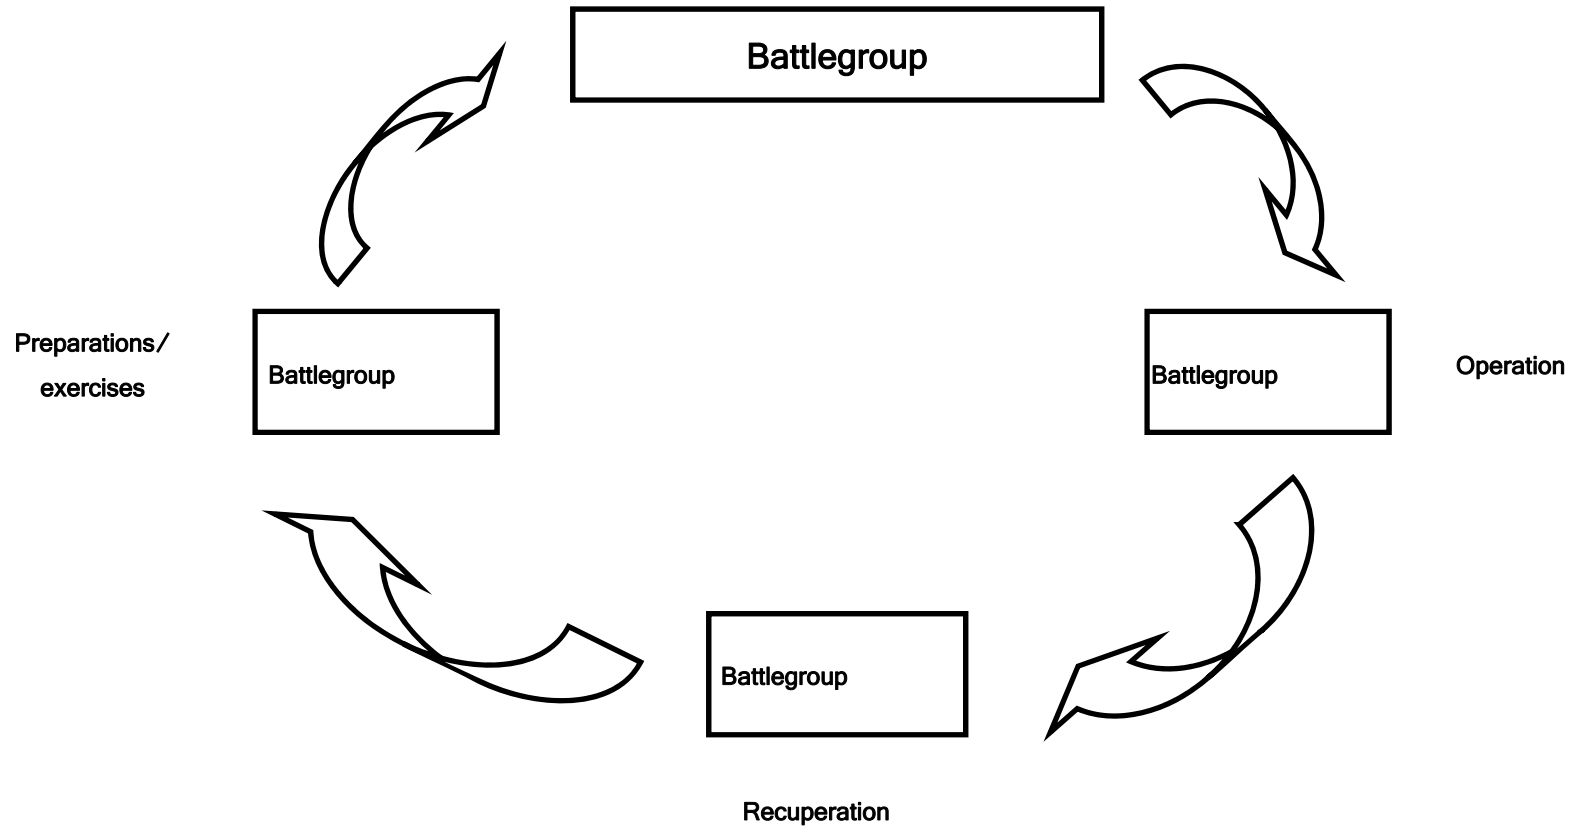 Battlegroup
Preparations/
exercises
Battlegroup
Battlegroup
Operation
Battlegroup
Recuperation